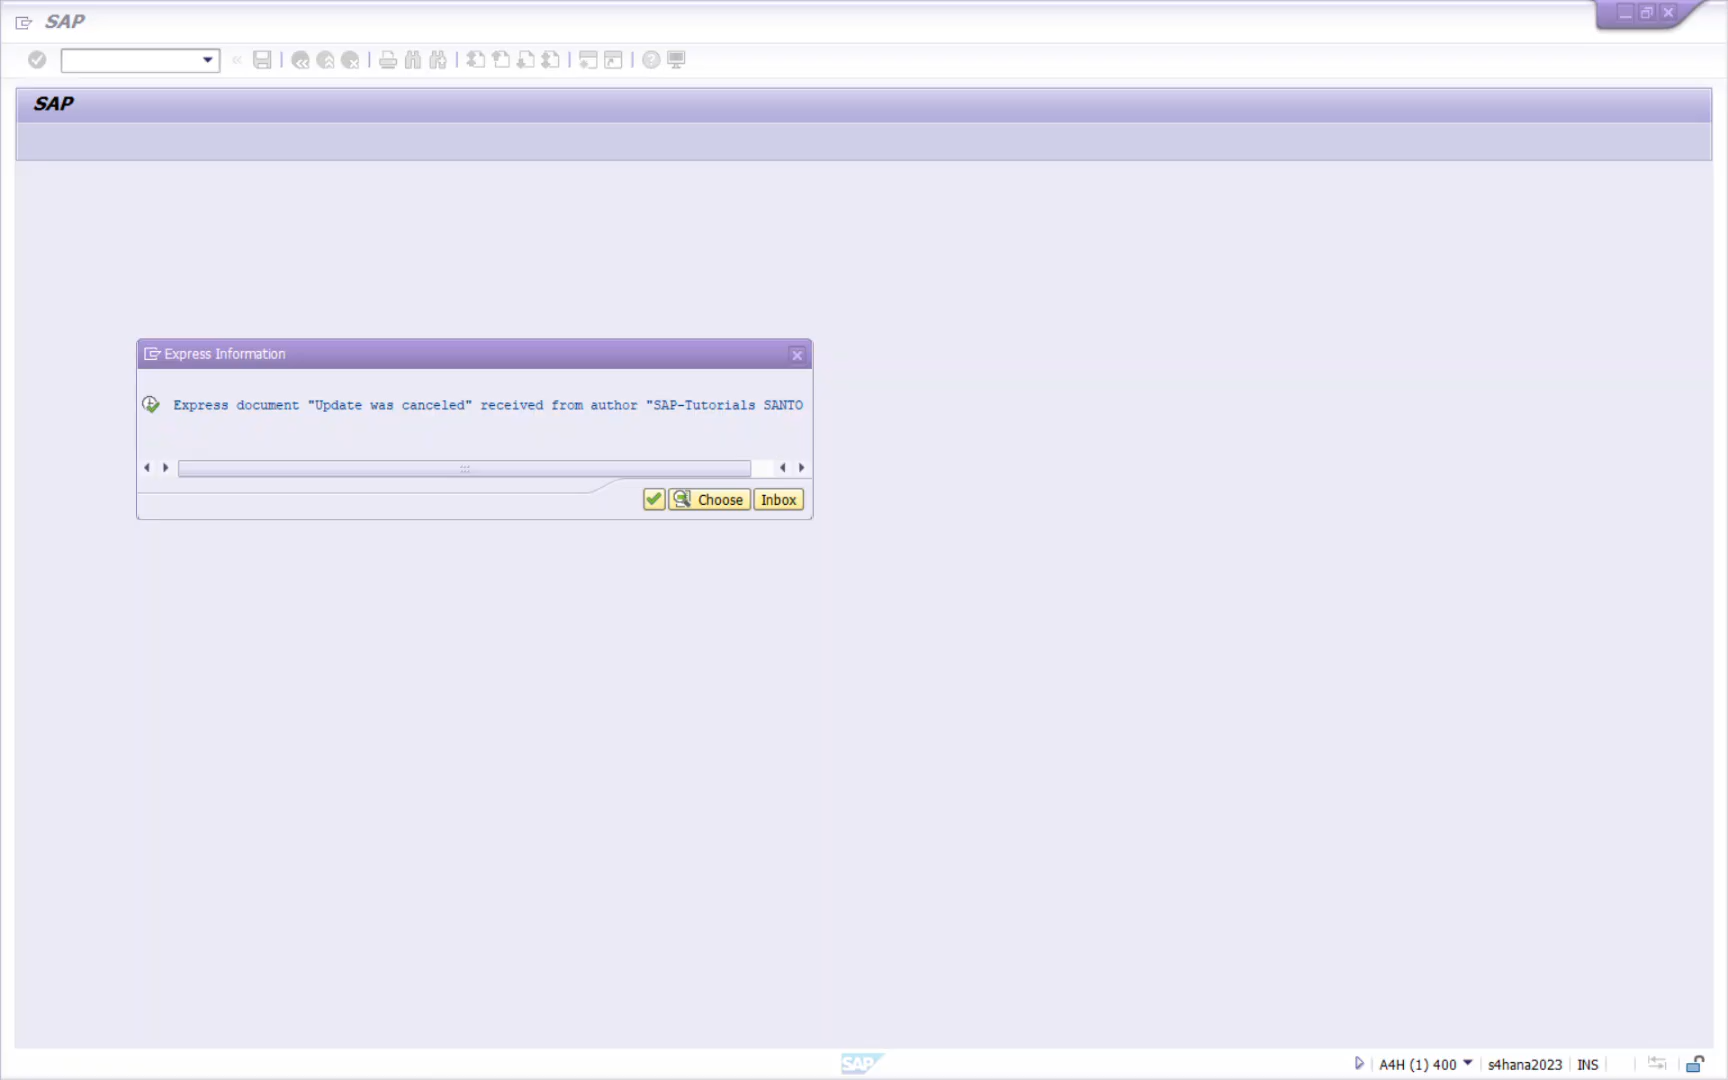 SAP
SAP
Express Information
Express document "Update was canceled" received from author "SAP-Tutorials SANTO
Choose Inbox
SAP A4H (1) 400 s4hana2023 INS